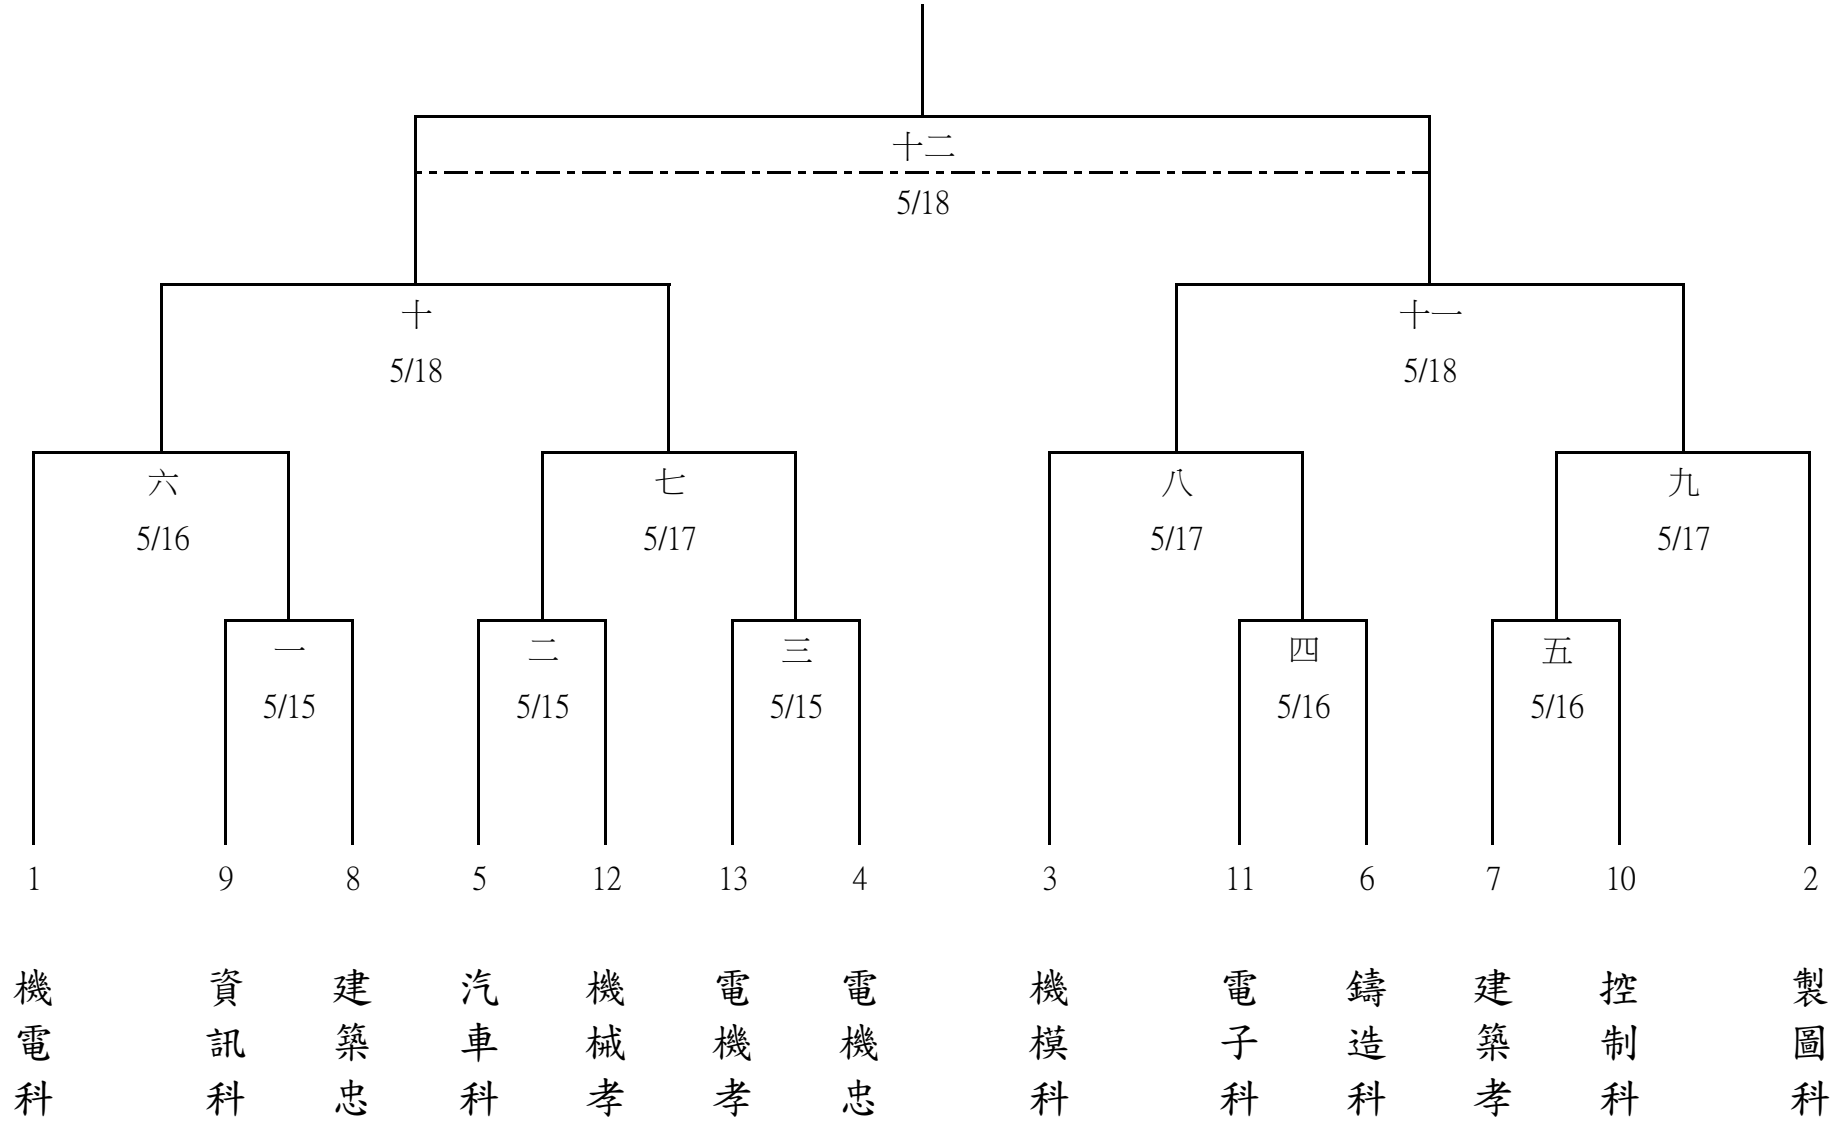 十二
5/18
十 十一
5/18 5/18
六 七 八 九
5/16 5/17 5/17 5/17
一 二 三 四 五
5/15 5/15 5/15 5/16 5/16
1 9 8 5 12 13 4 3 11 6 7 10 2
機電科
資訊科
建築忠
汽車科
機械孝
電機孝
電機忠
機模科
電子科
鑄造科
建築孝
控制科
製圖科